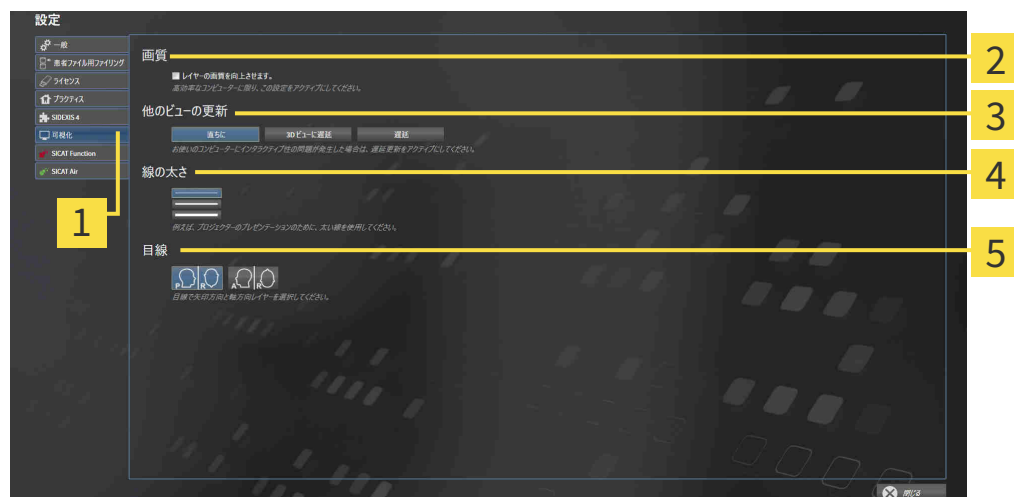 設定
一般
患者ファイル用ファイリング
ライセンス
プラクティス
SIDEXIS 4
可視化
SICAT Function
SICAT Air
1
画質
2
レイヤーの画質を向上させます。
高効率なコンピューターに限り、この設定をアクティブにしてください。
他のビューの更新
3
直ちに 3D ビューに遅延 遅延
お使いのコンピューターにインタラクティブ性の問題が発生した場合は、遅延更新をアクティブにしてください。
線の太さ
4
例えば、プロジェクターのプレゼンテーションのために、太い線を使用してください。
目線
5
P R A R
目線で矢印方向と軸方向レイヤーを選択してください。
閉じる